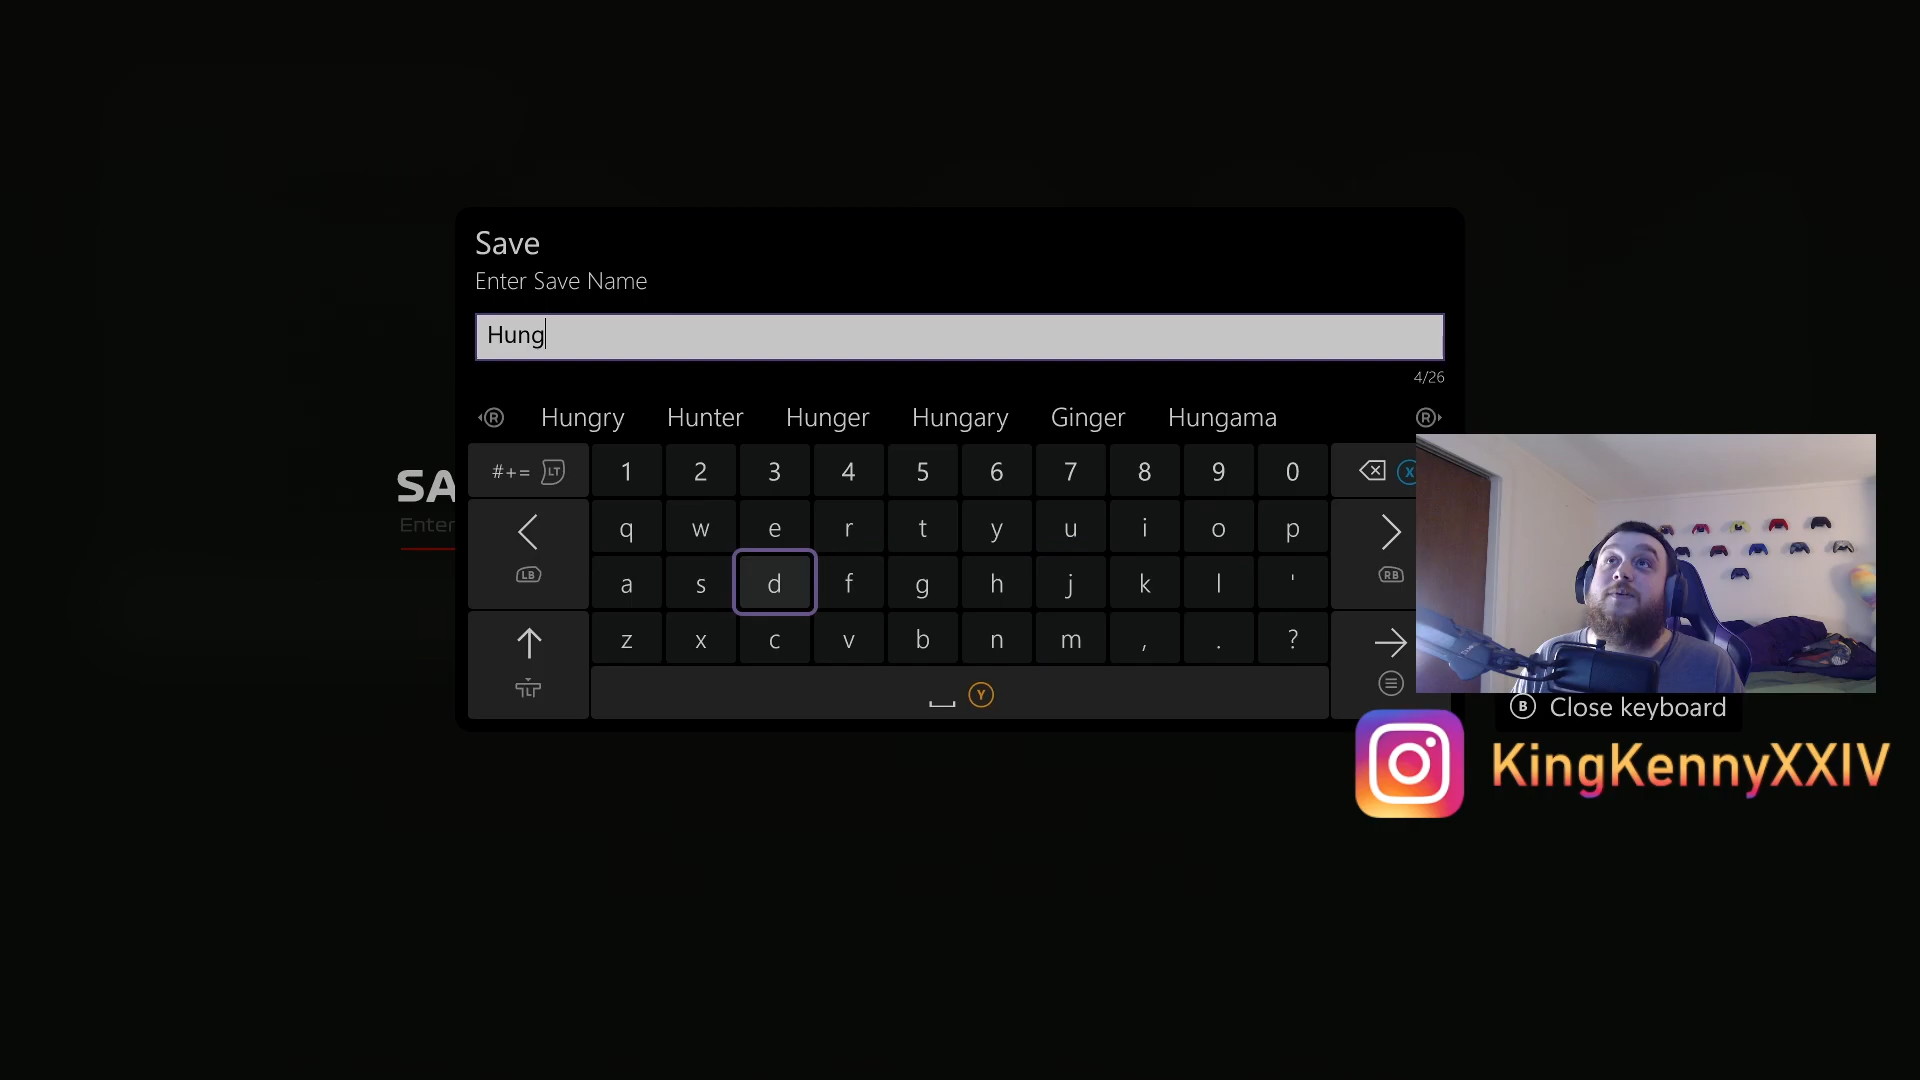 Save
Enter Save Name
Hung
4/26
R Hungry Hunter Hunger Hungary Ginger Hungama R
#+= LT 1 2 3 4 5 6 7 8 9 0 X
q w e r t y u i o p
LB a s d f g h j k l ' RB
z x c v b n m , . ?
LT Y
SA
Enter
B Close keyboard
KingKennyXXIV